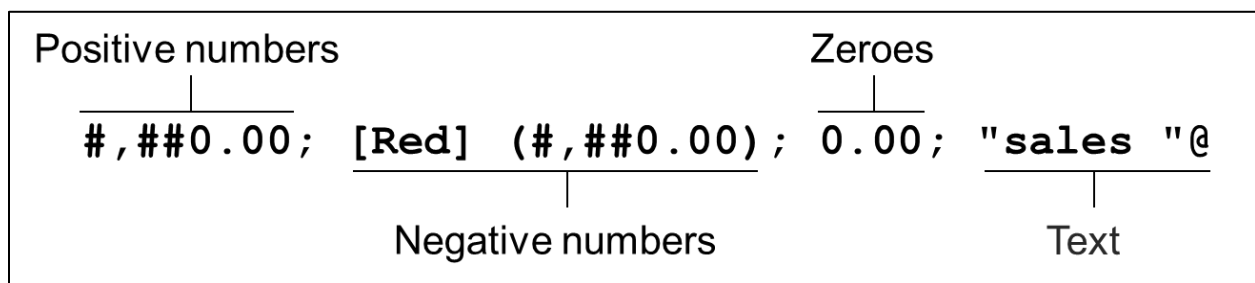 Positive numbers Zeroes
#,##0.00; [Red] (#,##0.00); 0.00; "sales "@
Negative numbers Text